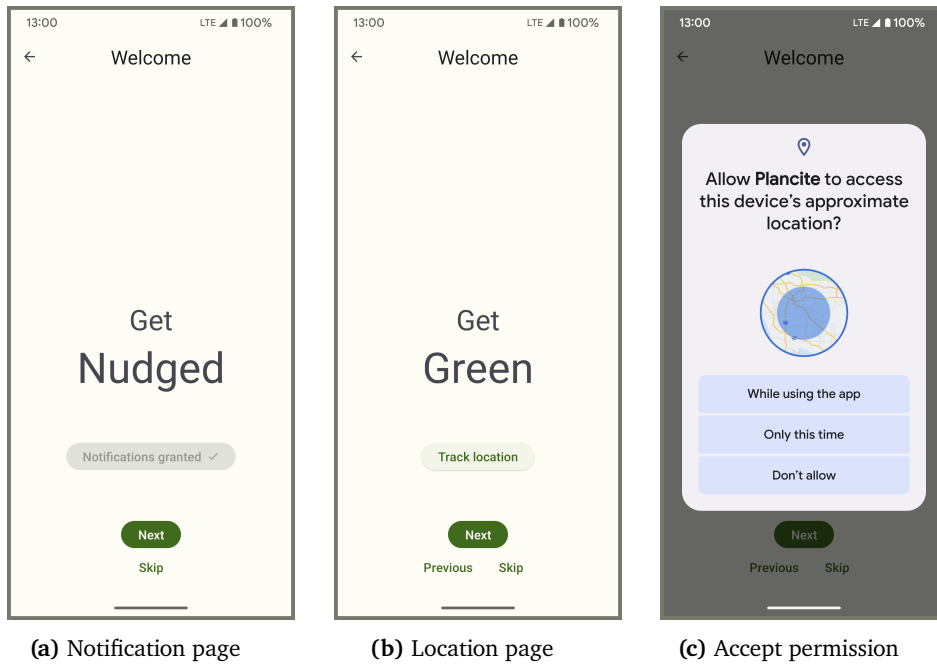 13:00 LTE 100%
Welcome
Get
Nudged
Notifications granted
Next
Skip
(a) Notification page
13:00 LTE 100%
Welcome
Get
Green
Track location
Next
Previous Skip
(b) Location page
13:00 LTE 100%
Welcome
Allow Plancite to access
this device's approximate
location?
While using the app
Only this time
Don't allow
Next
Previous Skip
(c) Accept permission